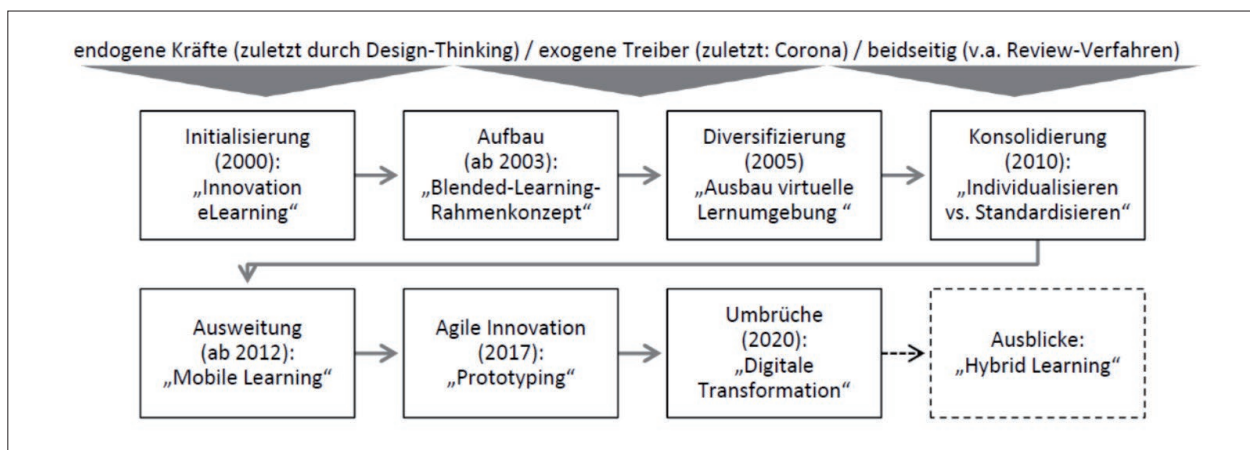 endogene Kräfte (zuletzt durch Design-Thinking) / exogene Treiber (zuletzt: Corona) / beidseitig (v.a. Review-Verfahren)
Initialisierung
(2000):
„Innovation
eLearning“
Aufbau
(ab 2003):
„Blended-Learning-
Rahmenkonzept“
Diversifizierung
(2005)
„Ausbau virtuelle
Lernumgebung “
Konsolidierung
(2010):
„Individualisieren
vs. Standardisieren“
Ausweitung
(ab 2012):
„Mobile Learning“
Agile Innovation
(2017):
„Prototyping“
Umbrüche
(2020):
„Digitale
Transformation“
Ausblicke:
„Hybrid Learning“